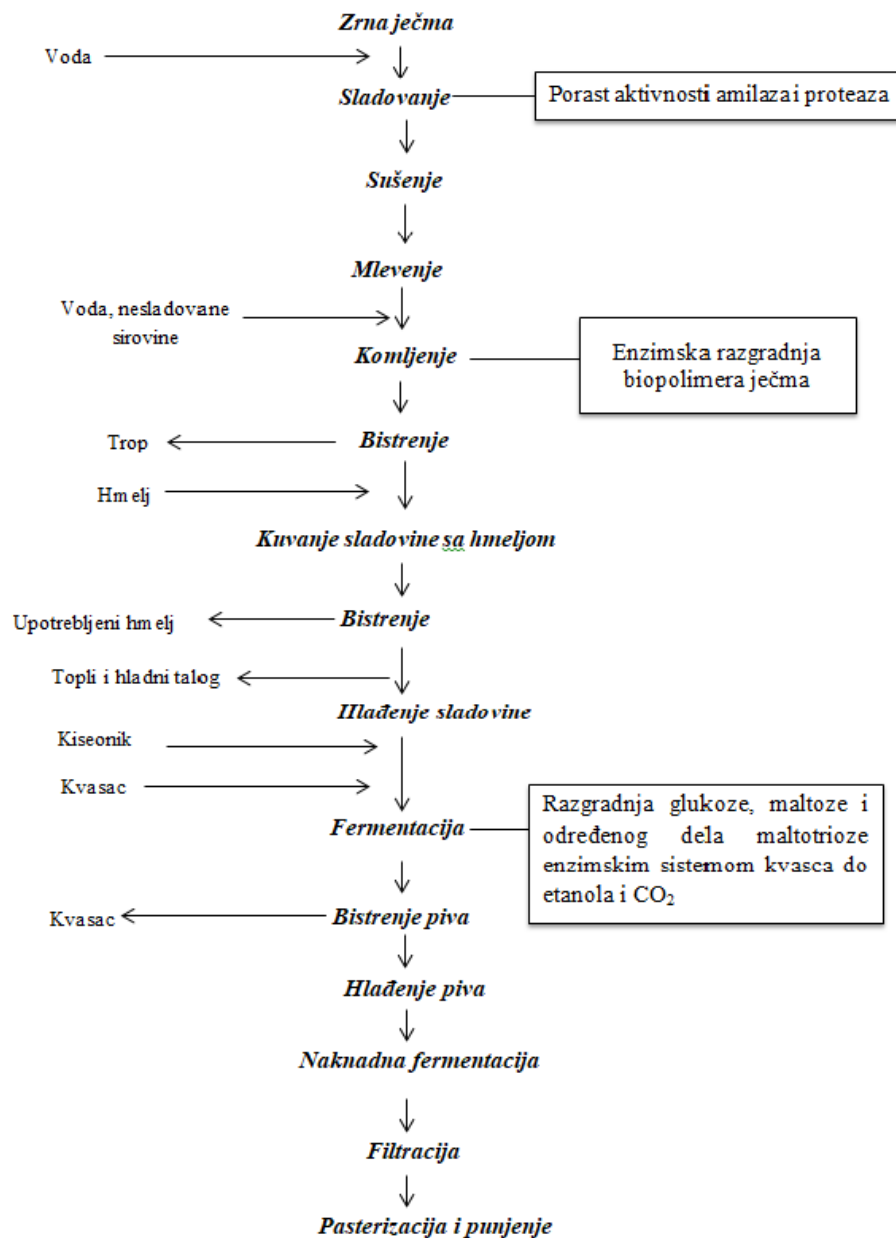 Zrna ječma
Voda
Sladovanje
Porast aktivnosti amilaza i proteaza
Sušenje
Mlevenje
Voda, nesladovane
sirovine
Komljenje
Enzimska razgradnja
biopolimera ječma
Bistrenje
Trop
Hmelj
Kuvanje sladovine sa hmeljom
Bistrenje
Upotrebljeni hmelj
Topli i hladni talog
Hlađenje sladovine
Kiseonik
Kvasac
Fermentacija
Razgradnja glukoze, maltoze i
određenog dela maltotrioze
enzimskim sistemom kvasca do
etanola i CO₂
Bistrenje piva
Kvasac
Hlađenje piva
Naknadna fermentacija
Filtracija
Pasterizacija i punjenje